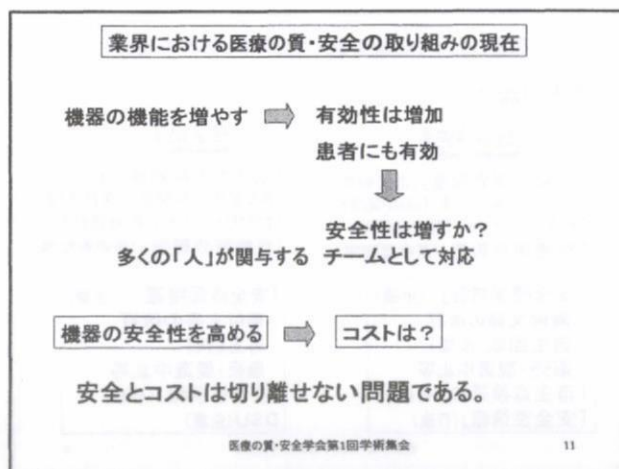 業界における医療の質・安全の取り組みの現在
機器の機能を増やす 有効性は増加
患者にも有効
安全性は増すか?
多くの「人」が関与する チームとして対応
機器の安全性を高める コストは?
安全とコストは切り離せない問題である。
医療の質・安全学会第1回学術集会 11